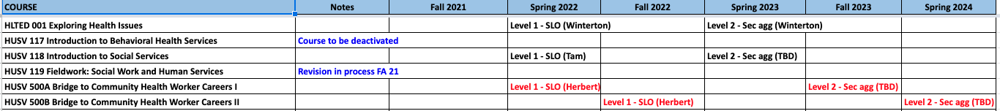 COURSE Notes Fall 2021 Spring 2022 Fall 2022 Spring 2023 Fall 2023 Spring 2024
HLTED 001 Exploring Health Issues Level 1 - SLO (Winterton) Level 2 - Sec agg (Winterton)
HUSV 117 Introduction to Behavioral Health Services Course to be deactivated
HUSV 118 Introduction to Social Services Level 1 - SLO (Tam) Level 2 - Sec agg (TBD)
HUSV 119 Fieldwork: Social Work and Human Services Revision in process FA 21
HUSV 500A Bridge to Community Health Worker Careers I Level 1 - SLO (Herbert) Level 2 - Sec agg (TBD)
HUSV 500B Bridge to Community Health Worker Careers II Level 1 - SLO (Herbert) Level 2 - Sec agg (TBD)